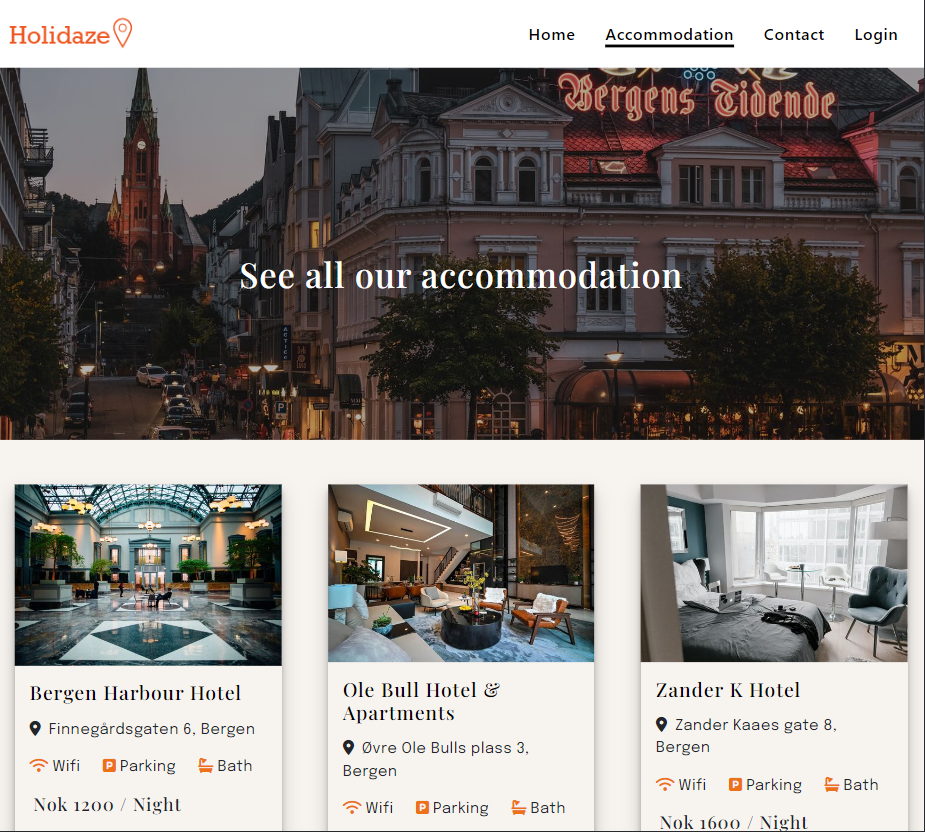 Holidaze
Home Accommodation Contact Login
Bergens Tidende
See all our accommodation
Bergen Harbour Hotel
Finnegårdsgaten 6, Bergen
Wifi P Parking Bath
Nok 1200 / Night
Ole Bull Hotel &
Apartments
Øvre Ole Bulls plass 3,
Bergen
Wifi P Parking Bath
Zander K Hotel
Zander Kaaes gate 8,
Bergen
Wifi P Parking Bath
Nok 1600 / Night